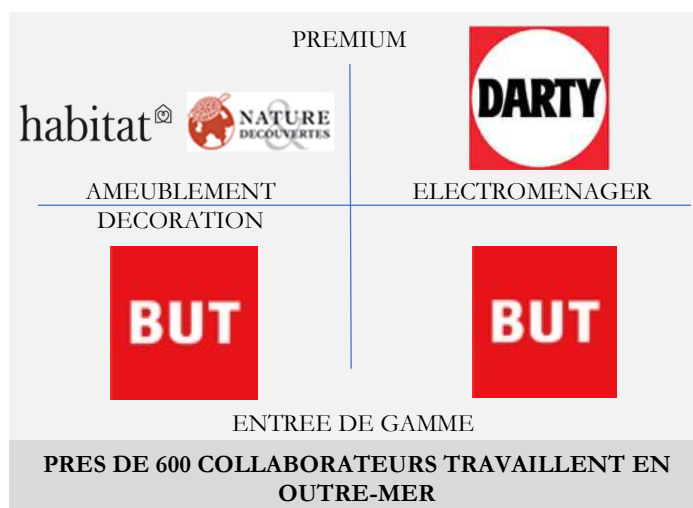 PREMIUM
habitat®
NATURE
&
DECOUVERTES
DARTY
AMEUBLEMENT
ELECTROMENAGER
DECORATION
BUT
BUT
ENTREE DE GAMME
PRES DE 600 COLLABORATEURS TRAVAILLENT EN
OUTRE-MER